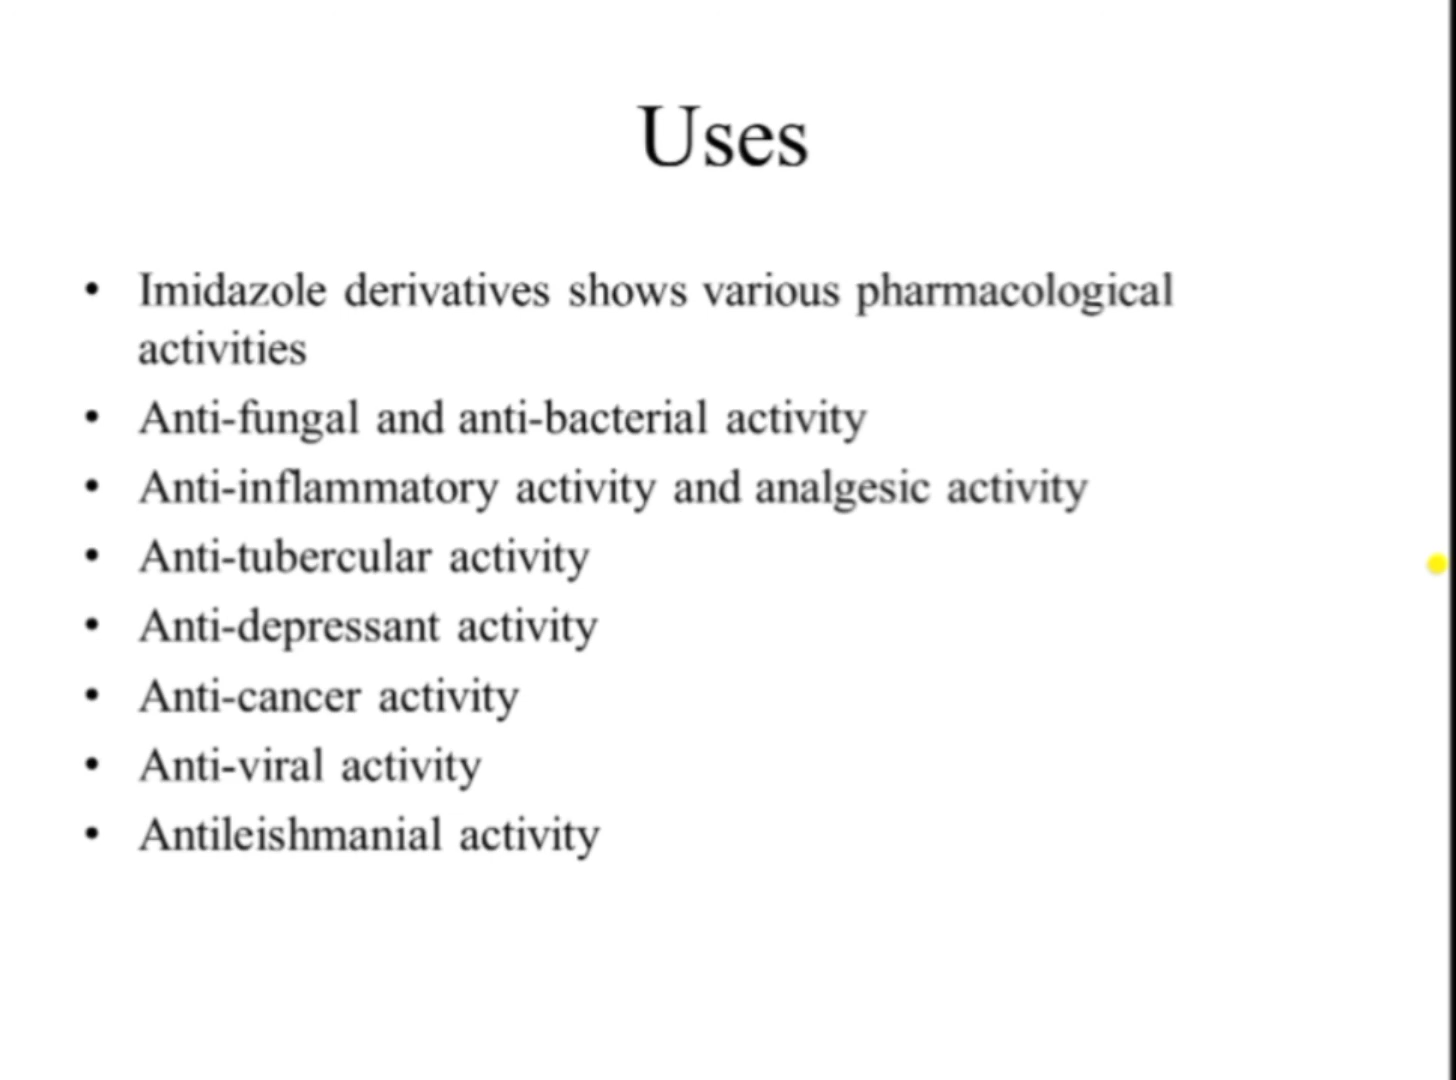 Uses
• Imidazole derivatives shows various pharmacological
activities
• Anti-fungal and anti-bacterial activity
• Anti-inflammatory activity and analgesic activity
• Anti-tubercular activity
• Anti-depressant activity
• Anti-cancer activity
• Anti-viral activity
• Antileishmanial activity